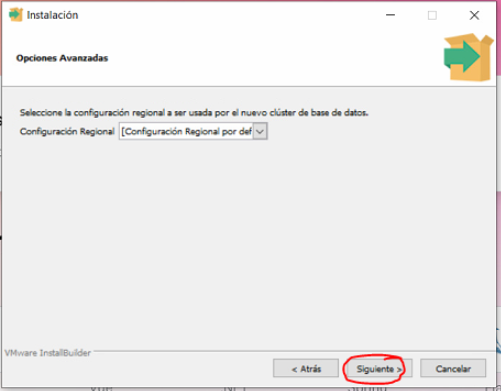 Instalación
Opciones Avanzadas
Seleccione la configuración regional a ser usada por el nuevo clúster de base de datos.
Configuración Regional [Configuración Regional por def
VMware InstallBuilder
< Atrás Siguiente > Cancelar